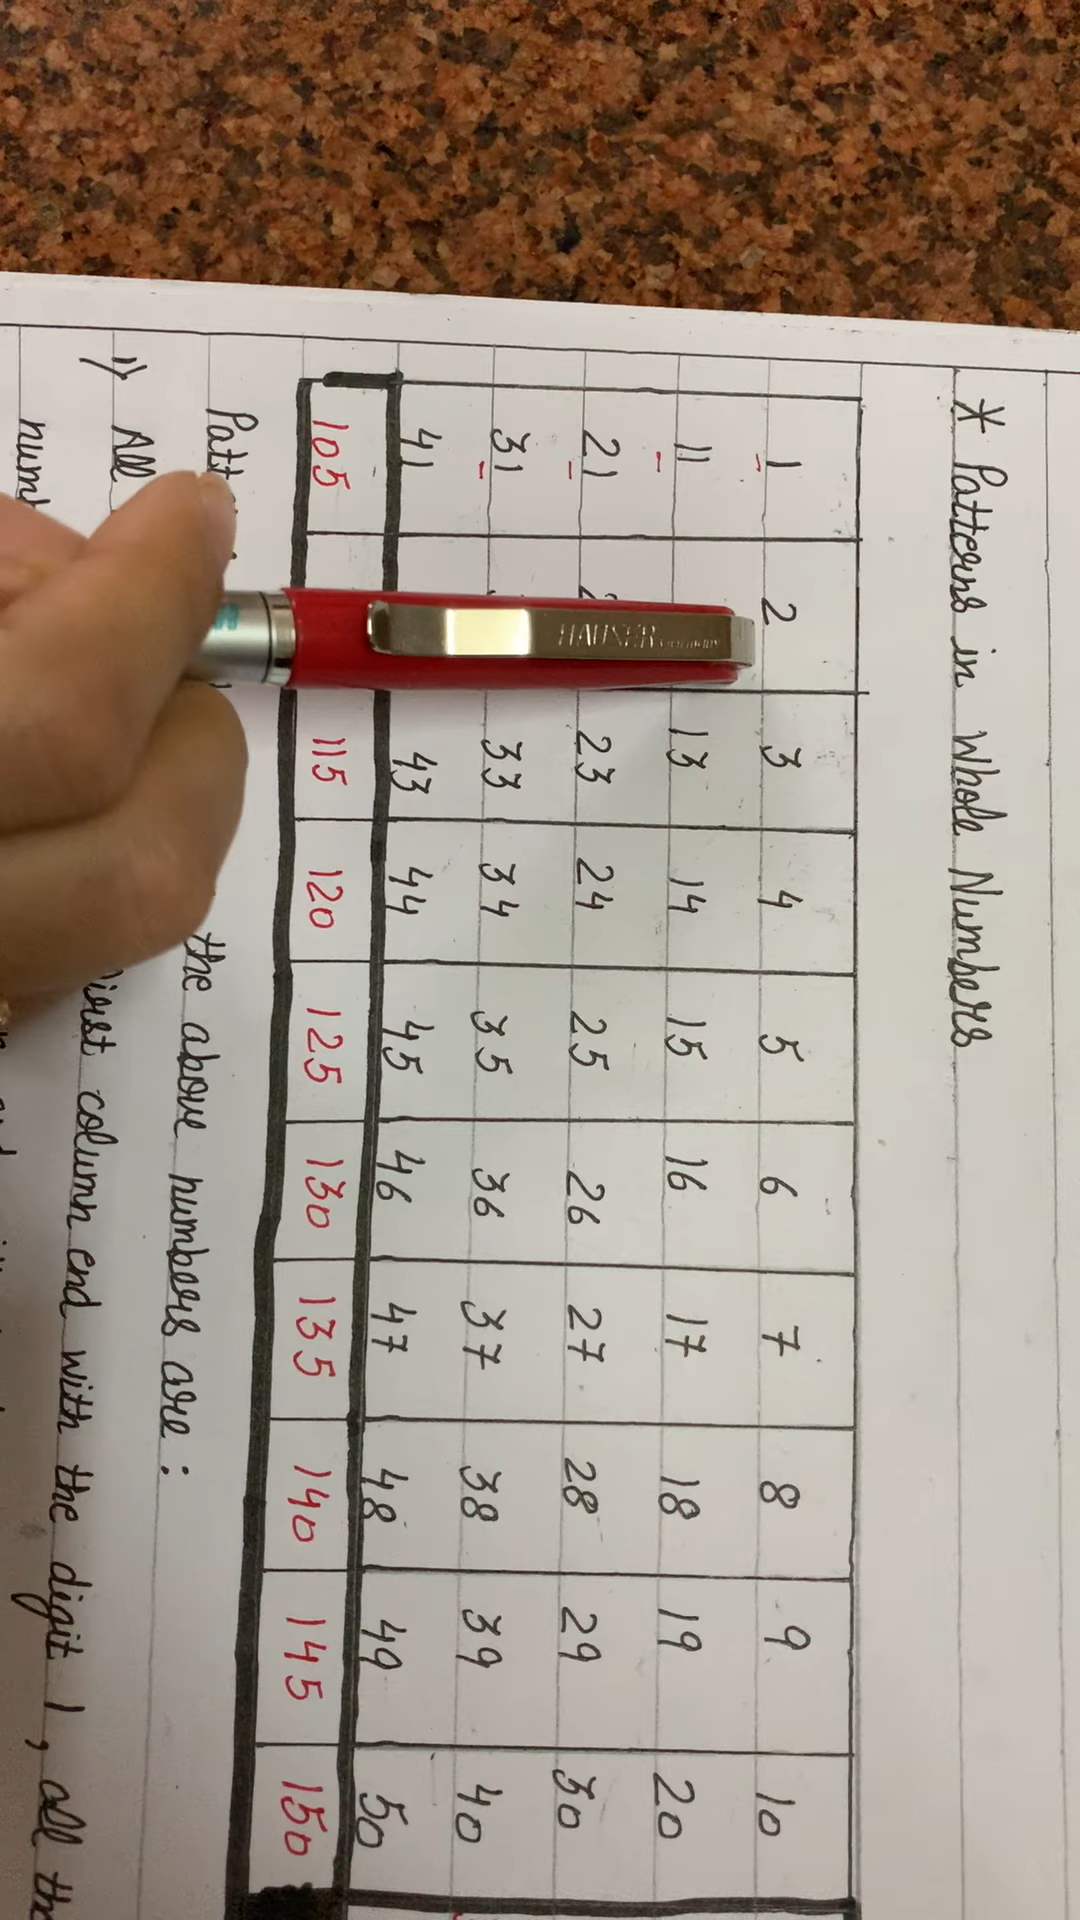 * Patterns in Whole Numbers
1 2 3 4 5 6 7 8 9 10
11 13 14 15 16 17 18 19 20
21 23 24 25 26 27 28 29 30
31 33 34 35 36 37 38 39 40
41 43 44 45 46 47 48 49 50
105 115 120 125 130 135 140 145 150
the above numbers are :
1) All first column end with the digit 1, all the
HAUSER GERMANY